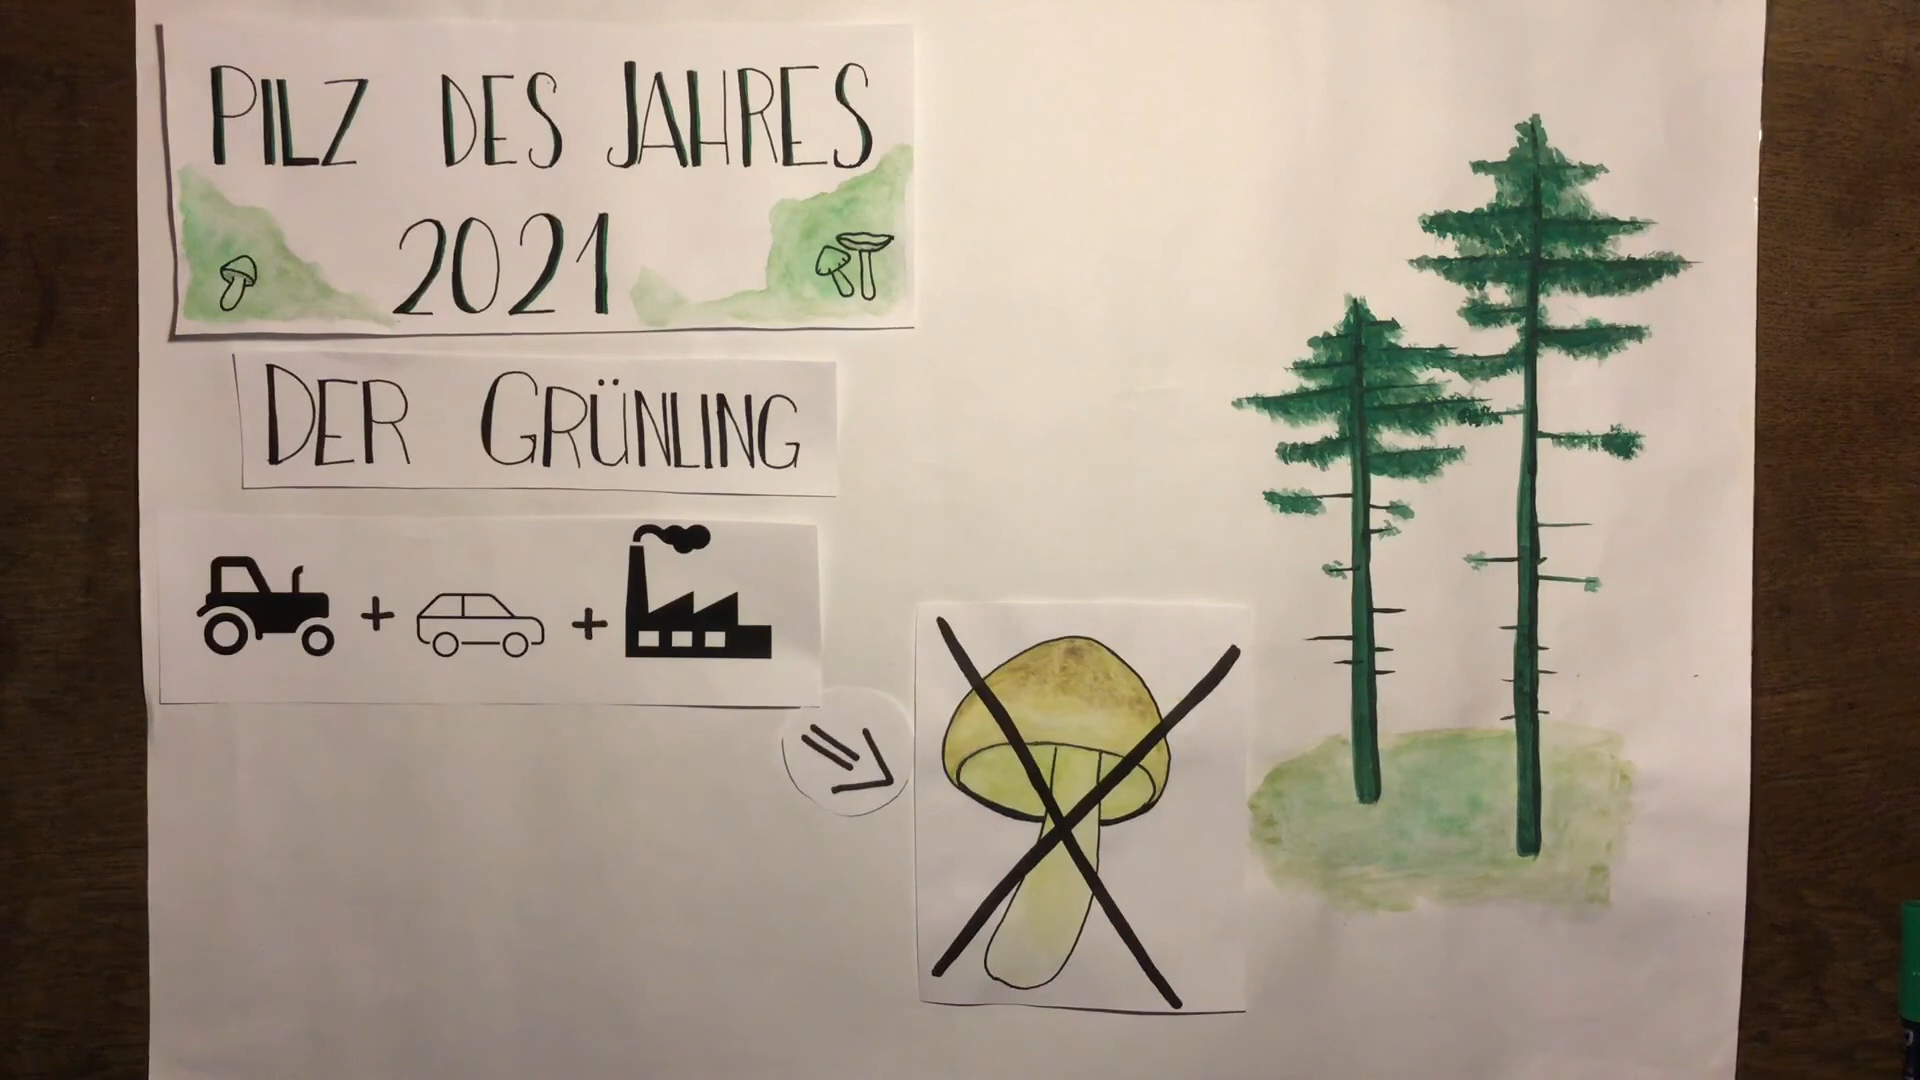 PILZ DES JAHRES
2021
DER GRÜNLING
+ +